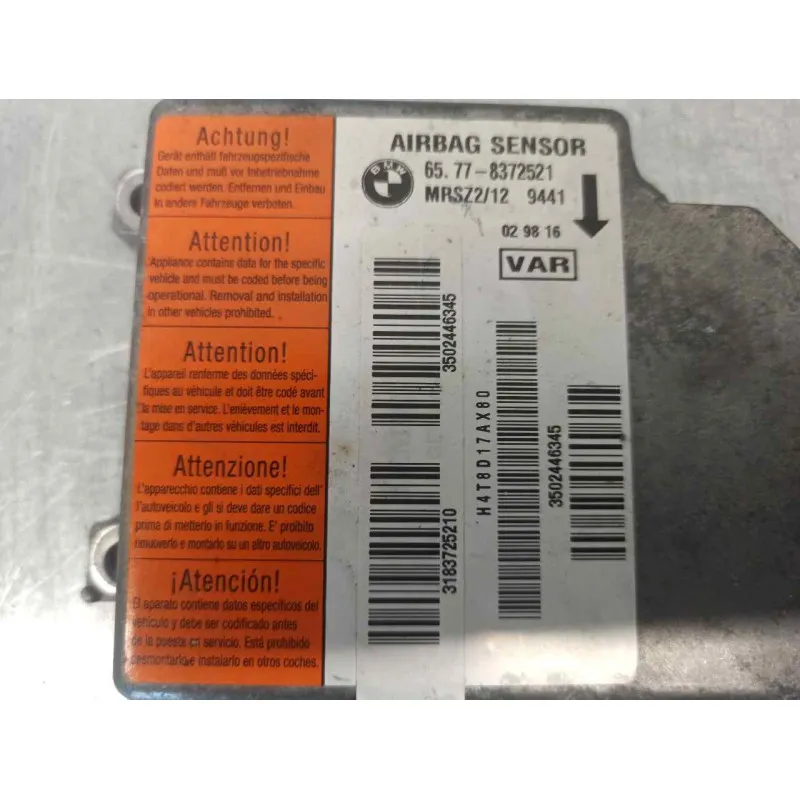 Achtung!
Gerät enthält fahrzeugspezifische
Daten und muß vor Inbetriebnahme
codiert werden. Entfernen und Einbau
in andere Fahrzeuge verboten.
Attention!
Appliance contains data for the specific
vehicle and must be coded before being
operational. Removal and installation
in other vehicles prohibited.
Attention!
L'appareil renferme des données spéci-
fiques au véhicule et doit être codé avant
la mise en service. L'enièvement et le mon-
tage dans d'autres véhicules est interdit.
Attenzione!
L'apparecchio contiene i dati specifici dell'
autoveicolo e gli si deve dare un codice
prima di metterlo in funzione. E' proibito
rimuoverlo e montarlo su un altro autoveicolo.
¡Atención!
El aparato contiene datos específicos del
vehículo y debe ser codificado antes
de la puesta en servicio. Está prohibido
desmontarlo e instalarlo en otros coches.
AIRBAG SENSOR
BMW
65.77-8372521
MRSZ2/12 9441
02 98 16
VAR
3502446345
3183725210
H4T8D17AX80
3502446345